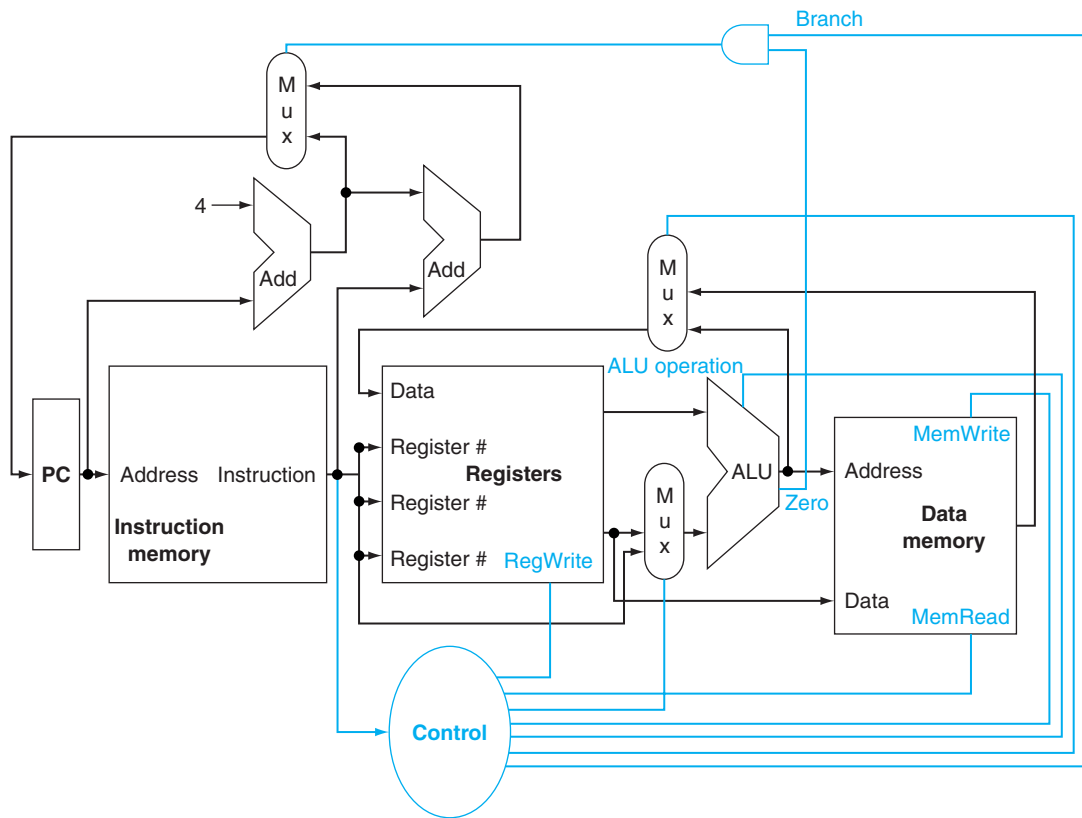 Branch
M
u
x
4
Add
Add
M
u
x
ALU operation
Data
Register #
Registers
Register #
Register #
RegWrite
PC
Address
Instruction
Instruction
memory
M
u
x
ALU
Zero
MemWrite
Address
Data
memory
Data
MemRead
Control